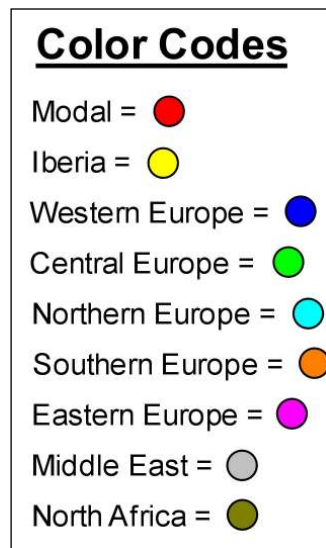 Color Codes
Modal =
Iberia =
Western Europe =
Central Europe =
Northern Europe =
Southern Europe =
Eastern Europe =
Middle East =
North Africa =